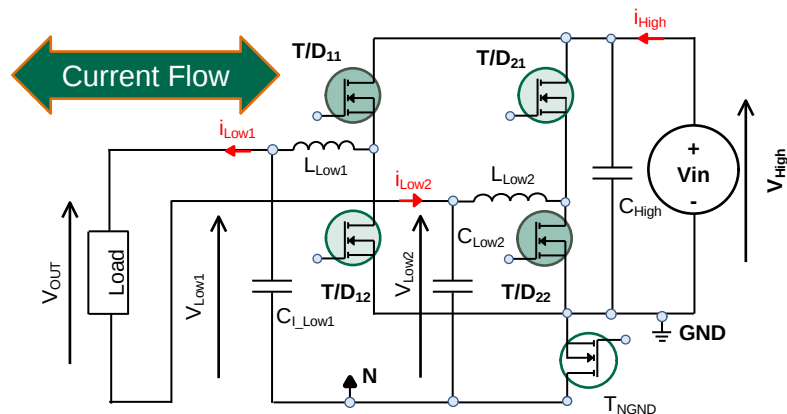 i_High
T/D_11
T/D_21
Current Flow
i_Low1
L_Low1
i_Low2
L_Low2
+
Vin
-
V_High
C_High
C_Low2
V_OUT
Load
V_Low1
V_Low2
T/D_12
T/D_22
C_I_Low1
GND
N
T_NGND